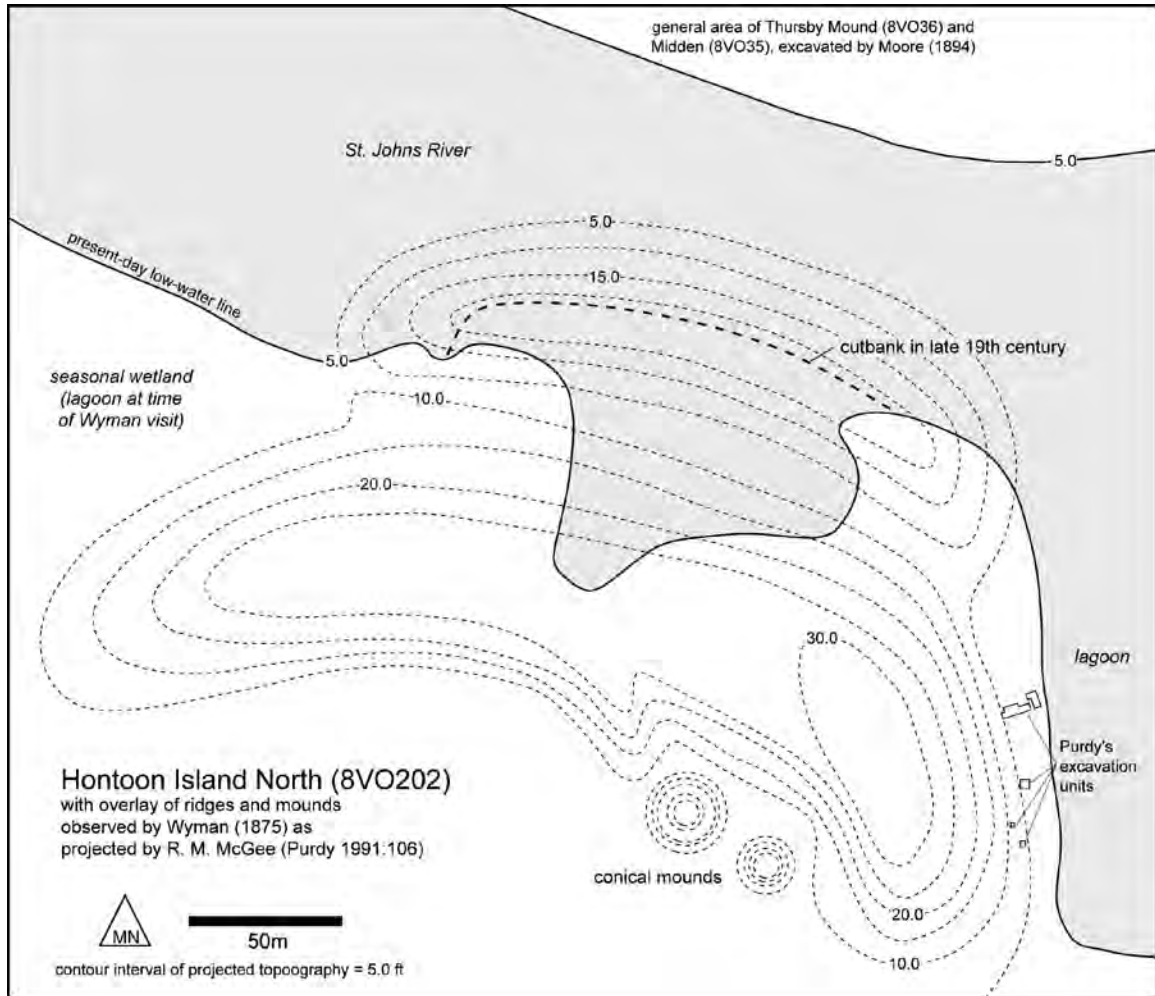 general area of Thursby Mound (8VO36) and
Midden (8VO35), excavated by Moore (1894)
St. Johns River
5.0
5.0
present-day low-water line
15.0
cutbank in late 19th century
5.0
seasonal wetland
(lagoon at time
of Wyman visit)
10.0
20.0
30.0
lagoon
Purdy's
excavation
units
Hontoon Island North (8VO202)
with overlay of ridges and mounds
observed by Wyman (1875) as
projected by R. M. McGee (Purdy 1991:106)
conical mounds
20.0
MN
50m
10.0
contour interval of projected topoography = 5.0 ft